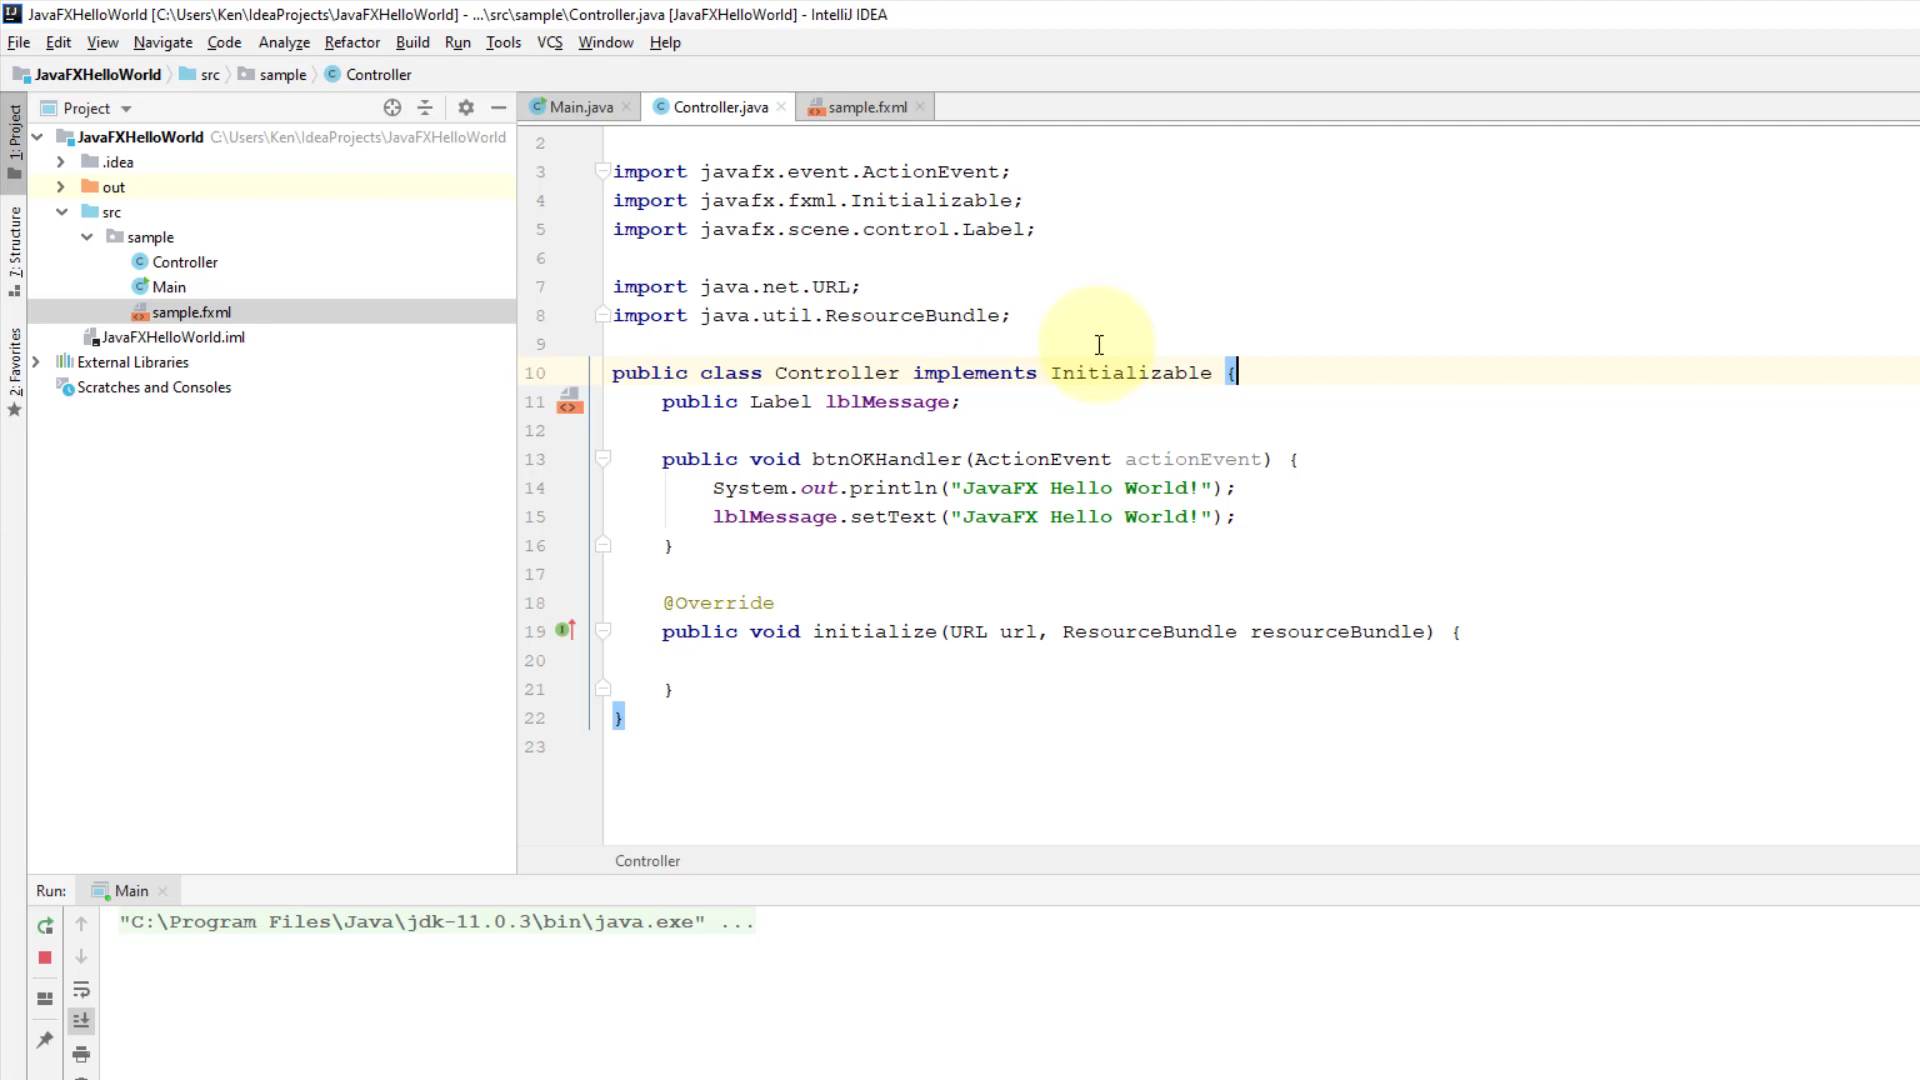 JavaFXHelloWorld [C:\Users\Ken\IdeaProjects\JavaFXHelloWorld] - ...\src\sample\Controller.java [JavaFXHelloWorld] - IntelliJ IDEA
File Edit View Navigate Code Analyze Refactor Build Run Tools VCS Window Help
JavaFXHelloWorld src sample Controller
1: Project
7: Structure
2: Favorites
Project
JavaFXHelloWorld C:\Users\Ken\IdeaProjects\JavaFXHelloWorld
.idea
out
src
sample
Controller
Main
sample.fxml
JavaFXHelloWorld.iml
External Libraries
Scratches and Consoles
Main.java Controller.java sample.fxml
2
3 import javafx.event.ActionEvent;
4 import javafx.fxml.Initializable;
5 import javafx.scene.control.Label;
6
7 import java.net.URL;
8 import java.util.ResourceBundle;
9
10 public class Controller implements Initializable {
11 public Label lblMessage;
12
13 public void btnOKHandler(ActionEvent actionEvent) {
14 System.out.println("JavaFX Hello World!");
15 lblMessage.setText("JavaFX Hello World!");
16 }
17
18 @Override
19 public void initialize(URL url, ResourceBundle resourceBundle) {
20
21 }
22 }
23
Controller
Run: Main
"C:\Program Files\Java\jdk-11.0.3\bin\java.exe" ...